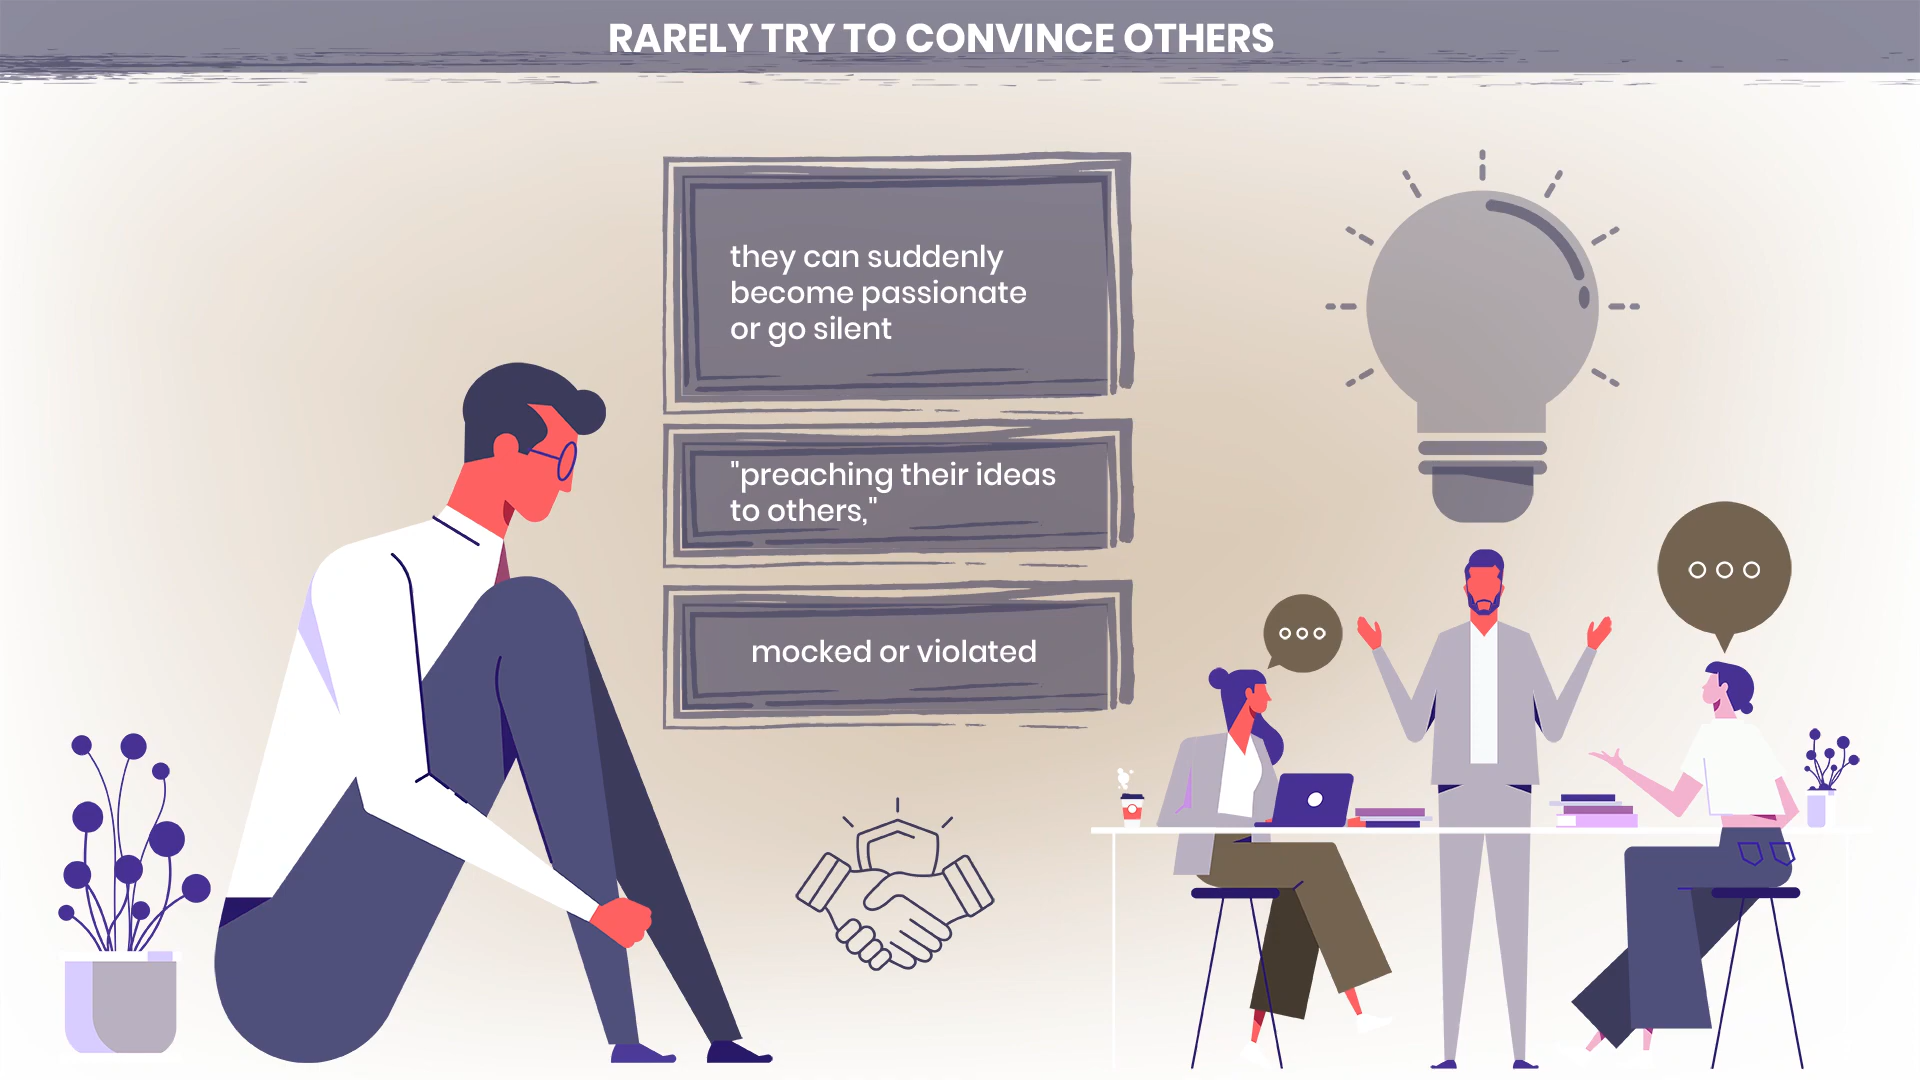 RARELY TRY TO CONVINCE OTHERS
they can suddenly
become passionate
or go silent
"preaching their ideas
to others,"
mocked or violated